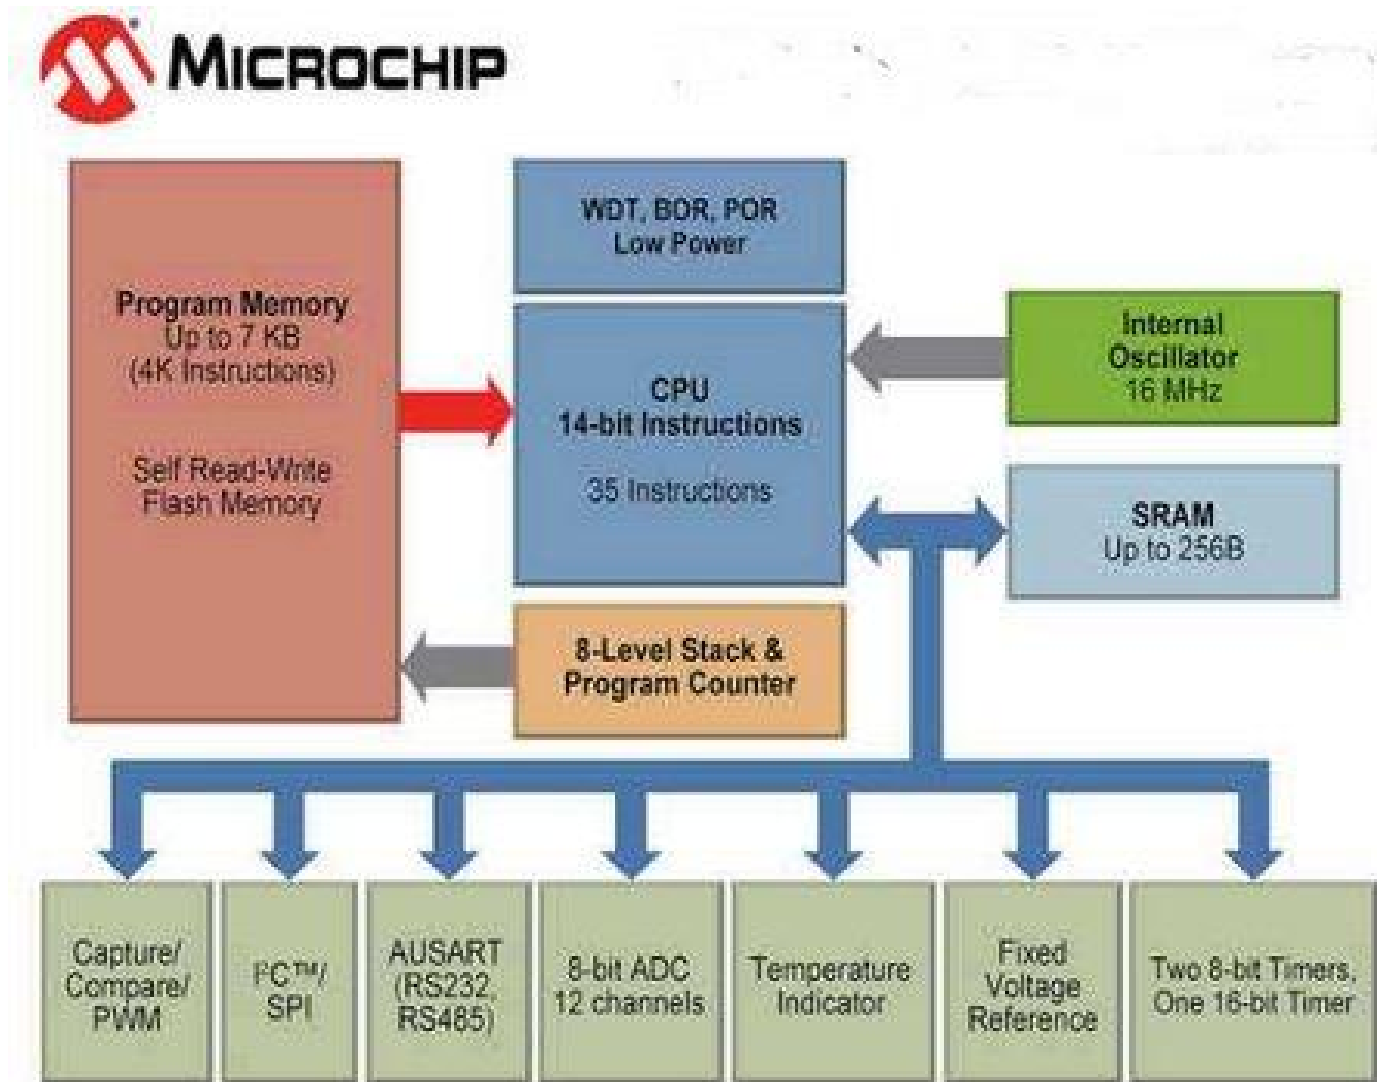 MICROCHIP
WDT, BOR, POR
Low Power
Program Memory
Up to 7 KB
(4K Instructions)
Self Read-Write
Flash Memory
CPU
14-bit Instructions
35 Instructions
Internal
Oscillator
16 MHz
SRAM
Up to 256B
8-Level Stack &
Program Counter
Capture/
Compare/
PWM
I²C™/
SPI
AUSART
(RS232,
RS485)
8-bit ADC
12 channels
Temperature
Indicator
Fixed
Voltage
Reference
Two 8-bit Timers,
One 16-bit Timer